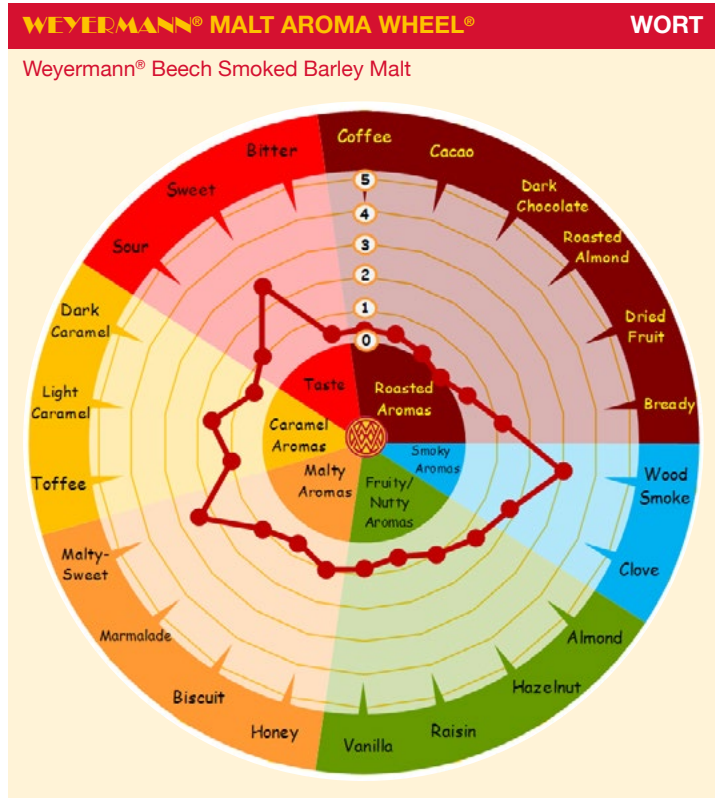 WEYERMANN® MALT AROMA WHEEL®
WORT
Weyermann® Beech Smoked Barley Malt
Coffee
Cacao
Dark
Chocolate
Roasted
Almond
Dried
Fruit
Bready
Wood
Smoke
Clove
Almond
Hazelnut
Raisin
Vanilla
Honey
Biscuit
Marmalade
Malty-
Sweet
Toffee
Light
Caramel
Dark
Caramel
Sour
Sweet
Bitter
5
4
3
2
1
0
Taste
Roasted
Aromas
Caramel
Aromas
Smoky
Aromas
Malty
Aromas
Fruity/
Nutty
Aromas